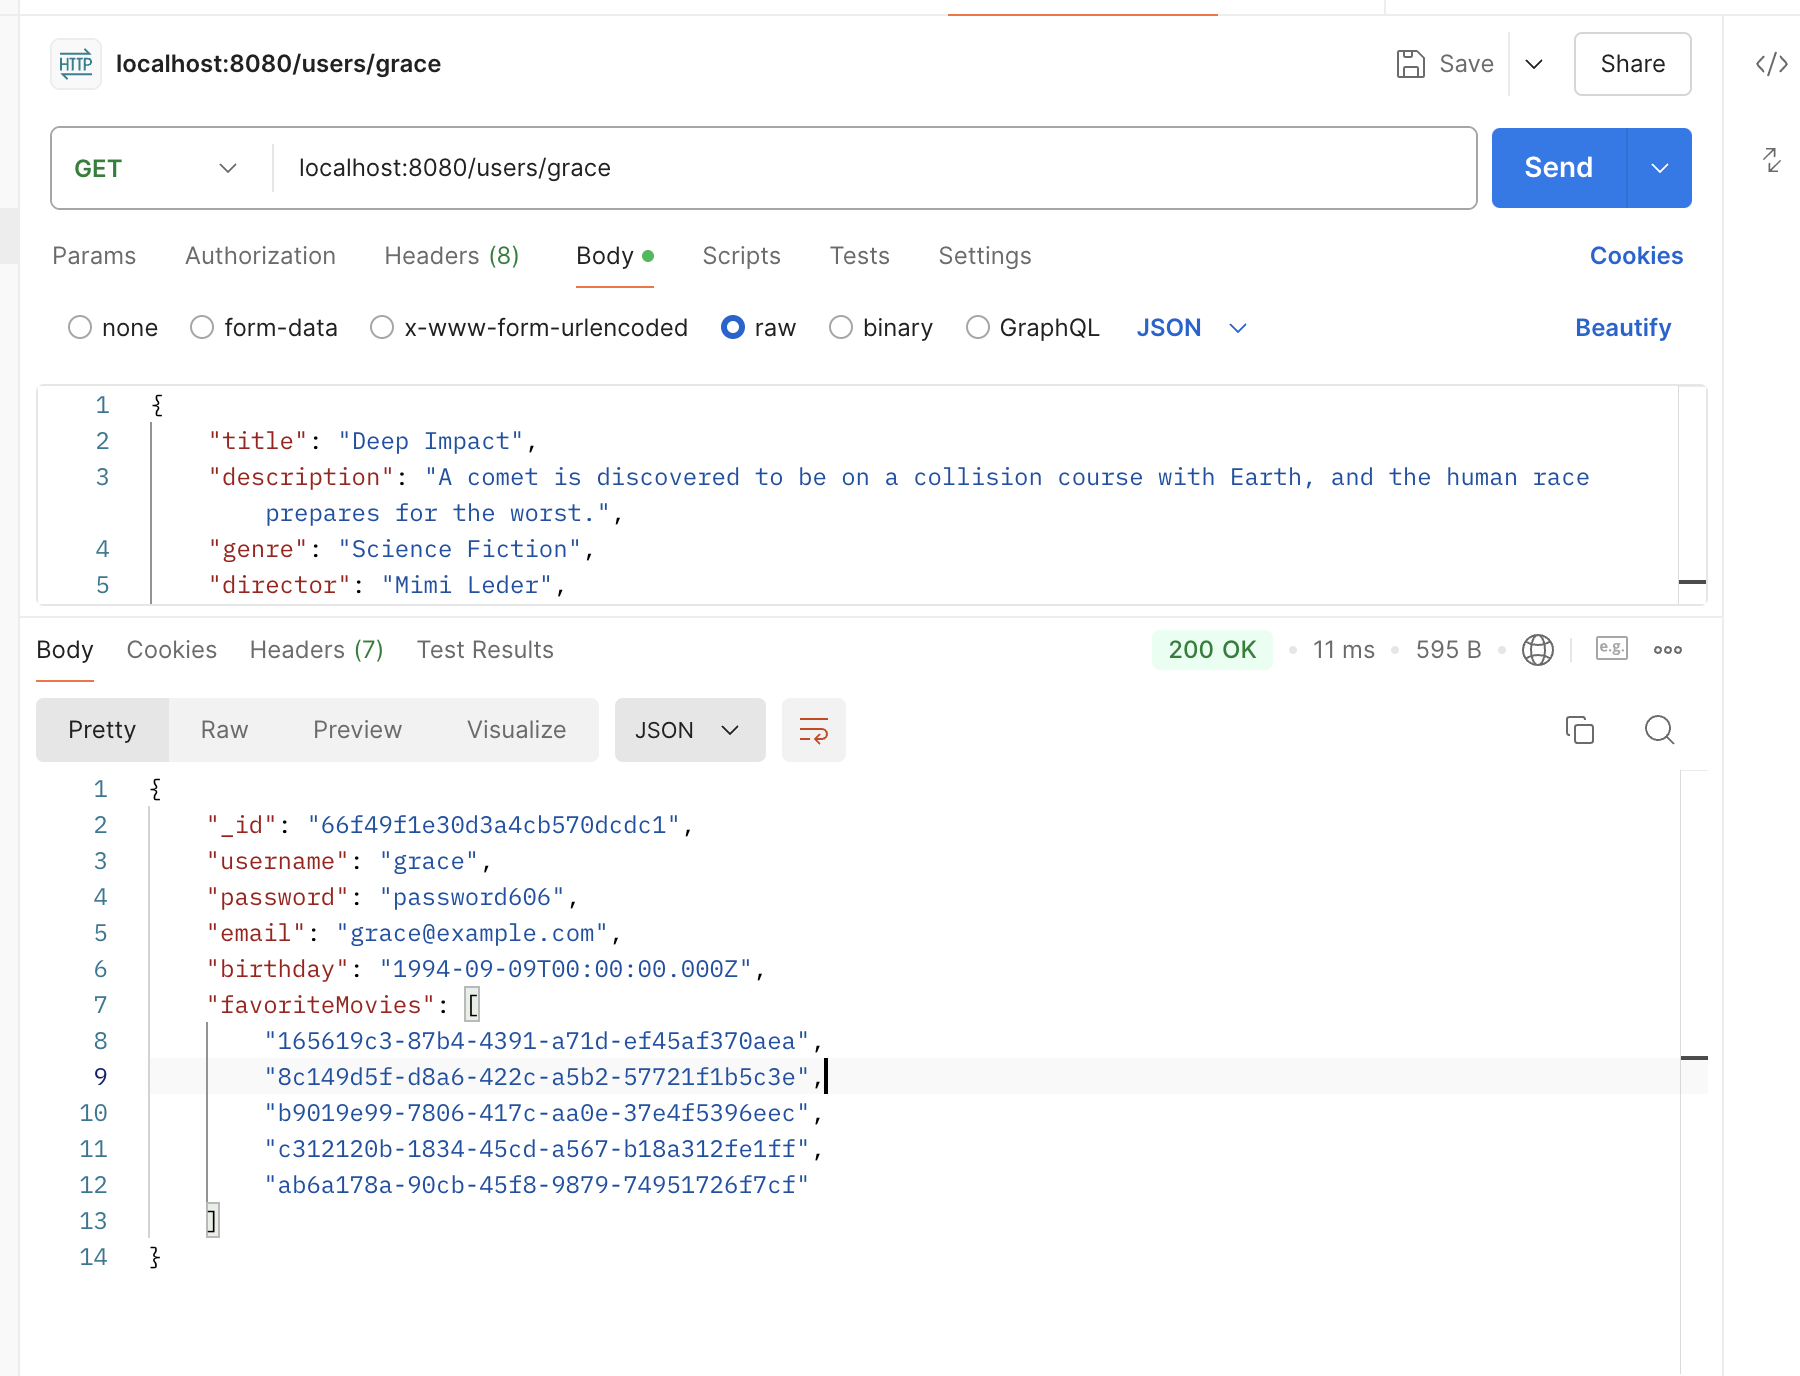 HTTP localhost:8080/users/grace Save Share
GET localhost:8080/users/grace Send
Params Authorization Headers (8) Body Scripts Tests Settings Cookies
none form-data x-www-form-urlencoded raw binary GraphQL JSON Beautify
1 {
2 "title": "Deep Impact",
3 "description": "A comet is discovered to be on a collision course with Earth, and the human race
prepares for the worst.",
4 "genre": "Science Fiction",
5 "director": "Mimi Leder",
Body Cookies Headers (7) Test Results 200 OK 11 ms 595 B e.g.
Pretty Raw Preview Visualize JSON
1 {
2 "_id": "66f49f1e30d3a4cb570dcdc1",
3 "username": "grace",
4 "password": "password606",
5 "email": "grace@example.com",
6 "birthday": "1994-09-09T00:00:00.000Z",
7 "favoriteMovies": [
8 "165619c3-87b4-4391-a71d-ef45af370aea",
9 "8c149d5f-d8a6-422c-a5b2-57721f1b5c3e",
10 "b9019e99-7806-417c-aa0e-37e4f5396eec",
11 "c312120b-1834-45cd-a567-b18a312fe1ff",
12 "ab6a178a-90cb-45f8-9879-74951726f7cf"
13 ]
14 }